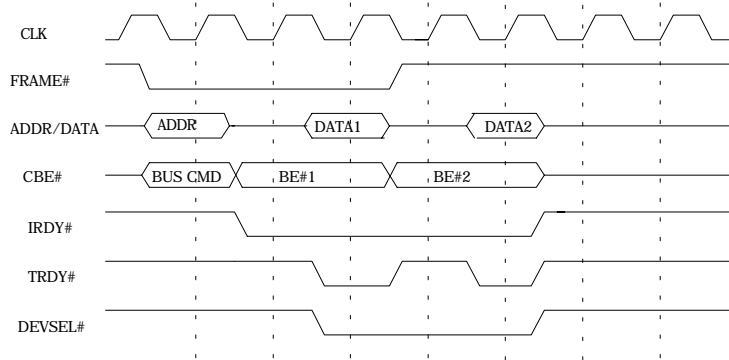 CLK
FRAME#
ADDR/DATA
ADDR
DATA1
DATA2
CBE#
BUS CMD
BE#1
BE#2
IRDY#
TRDY#
DEVSEL#